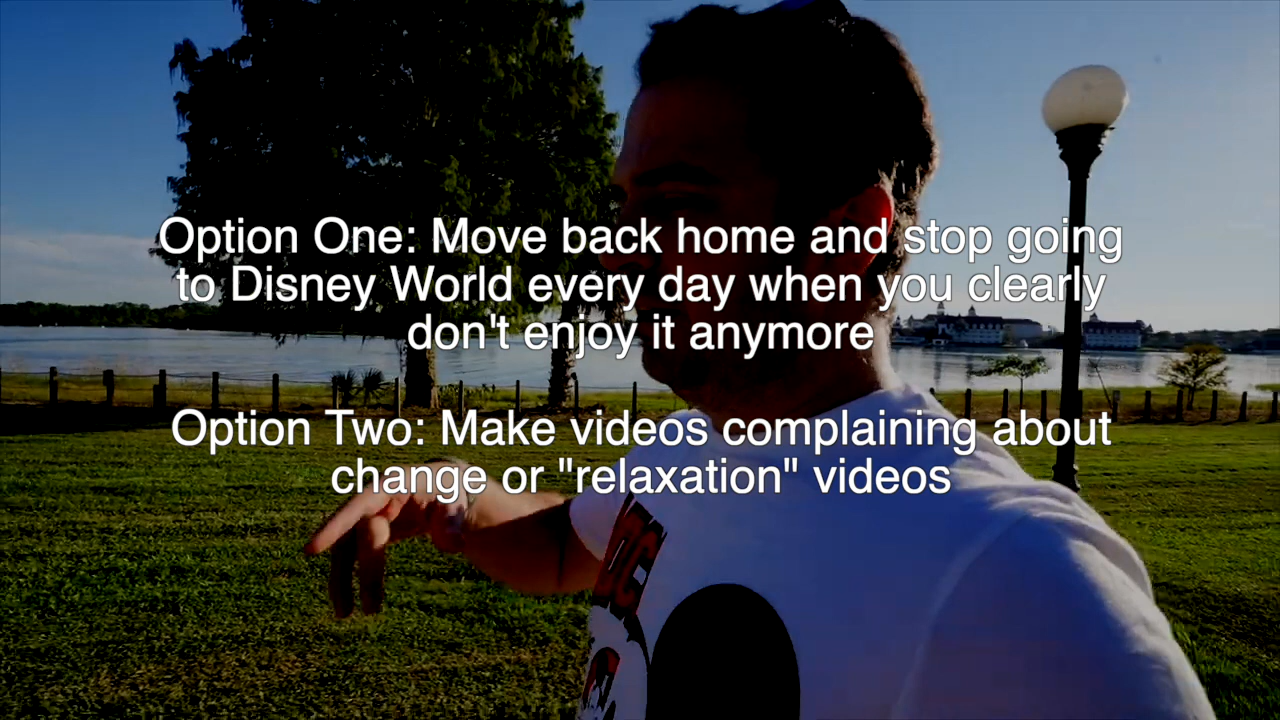 Option One: Move back home and stop going
to Disney World every day when you clearly
don't enjoy it anymore
Option Two: Make videos complaining about
change or "relaxation" videos